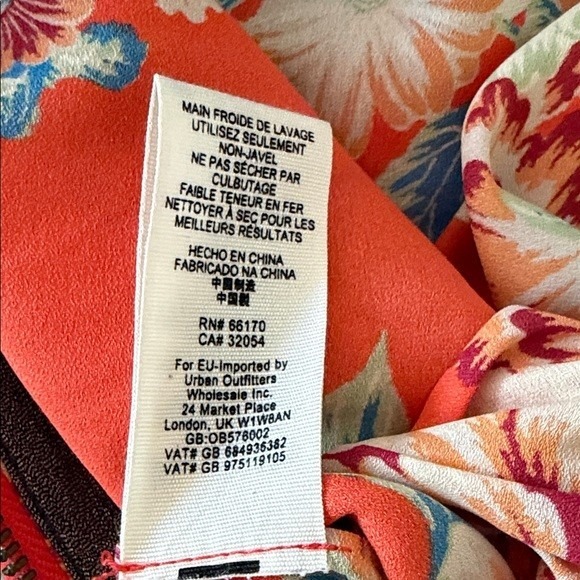 MAIN FROIDE DE LAVAGE
UTILISEZ SEULEMENT
NON-JAVEL
NE PAS SÉCHER PAR
CULBUTAGE
FAIBLE TENEUR EN FER
NETTOYER À SEC POUR LES
MEILLEURS RÉSULTATS
HECHO EN CHINA
FABRICADO NA CHINA
中国制造
中國製
RN# 66170
CA# 32054
For EU-Imported by
Urban Outfitters
Wholesale Inc.
24 Market Place
London, UK W1W8AN
GB:OB576002
VAT# GB 684936382
VAT# GB 975119105